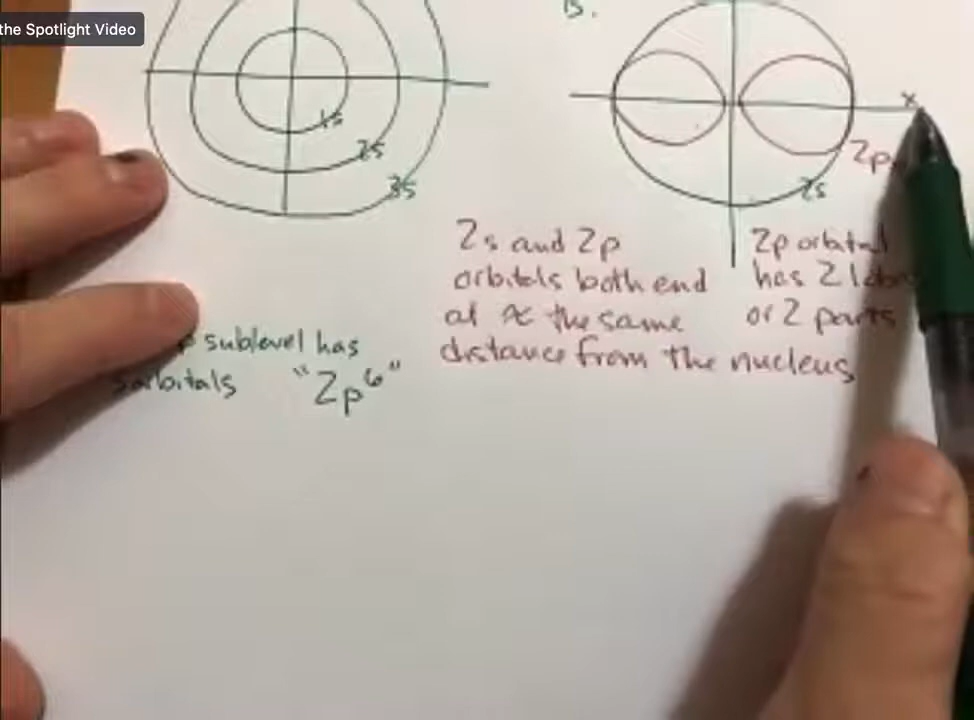 the Spotlight Video
B.
x
1s
2s
3s
2p
2s
2s and 2p
orbitals both end
at the same
distance from the nucleus
2p orbital
has 2
or 2 parts
p sublevel has
orbitals "2p⁶"